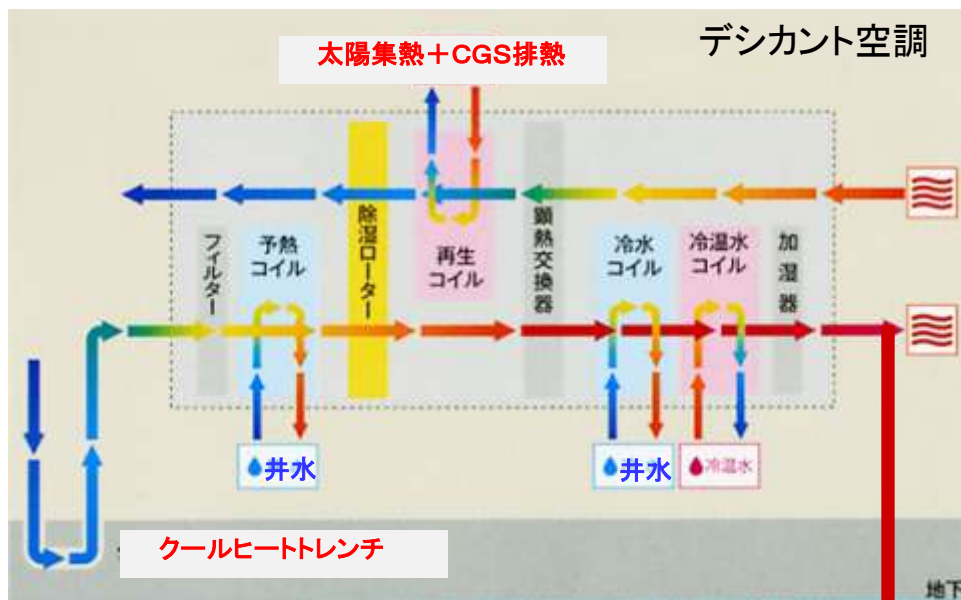 デシカント空調
太陽集熱＋CGS排熱
フィルター
予熱
コイル
除湿ローター
再生
コイル
顕熱交換器
冷水
コイル
冷温水
コイル
加湿器
井水
井水
冷温水
クールヒートトレンチ
地下